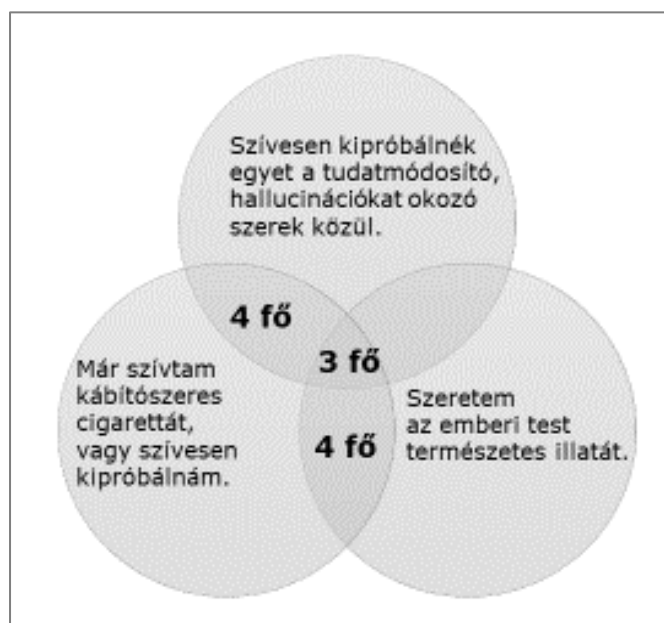 Szívesen kipróbálnék
egyet a tudatmódosító,
hallucinációkat okozó
szerek közül.
4 fő
3 fő
Már szívtam
kábítószeres
cigarettát,
vagy szívesen
kipróbálnám.
4 fő
Szeretem
az emberi test
természetes illatát.